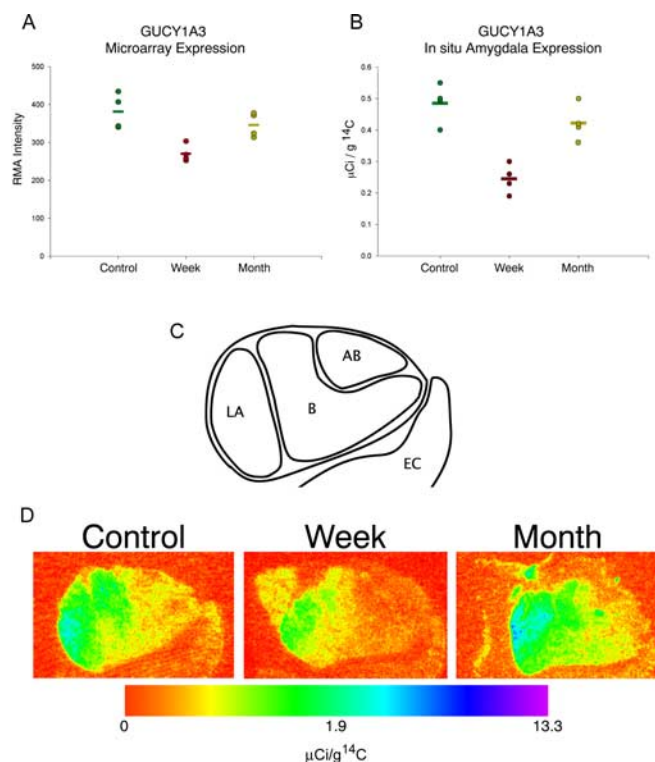 A
GUCY1A3
Microarray Expression
RMA Intensity
500
400
300
200
100
0
Control Week Month
B
GUCY1A3
In situ Amygdala Expression
µCi / g ¹⁴C
0.6
0.5
0.4
0.3
0.2
0.1
0.0
Control Week Month
C
AB
LA
B
EC
D
Control Week Month
0 1.9 13.3
µCi/g¹⁴C